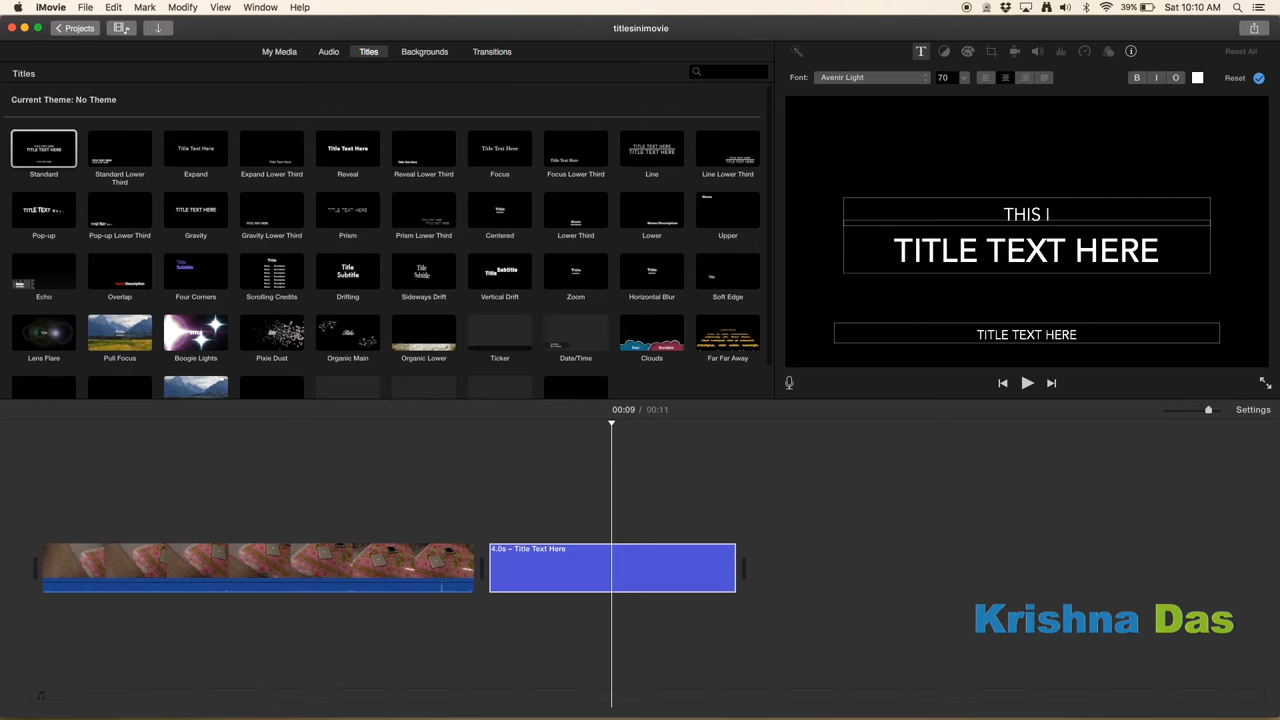 iMovie File Edit Mark Modify View Window Help
39% Sat 10:10 AM
Projects
titlesinimovie
My Media Audio Titles Backgrounds Transitions
Reset All
Titles
Font: Avenir Light 70 B I O Reset
Current Theme: No Theme
Standard Standard Lower Third Expand Expand Lower Third Reveal Reveal Lower Third Focus Focus Lower Third Line Line Lower Third
Pop-up Pop-up Lower Third Gravity Gravity Lower Third Prism Prism Lower Third Centered Lower Third Lower Upper
Echo Overlap Four Corners Scrolling Credits Drifting Sideways Drift Vertical Drift Zoom Horizontal Blur Soft Edge
Lens Flare Pull Focus Boogie Lights Pixie Dust Organic Main Organic Lower Ticker Date/Time Clouds Far Far Away
THIS I
TITLE TEXT HERE
TITLE TEXT HERE
00:09 / 00:11
Settings
4.0s – Title Text Here
Krishna Das